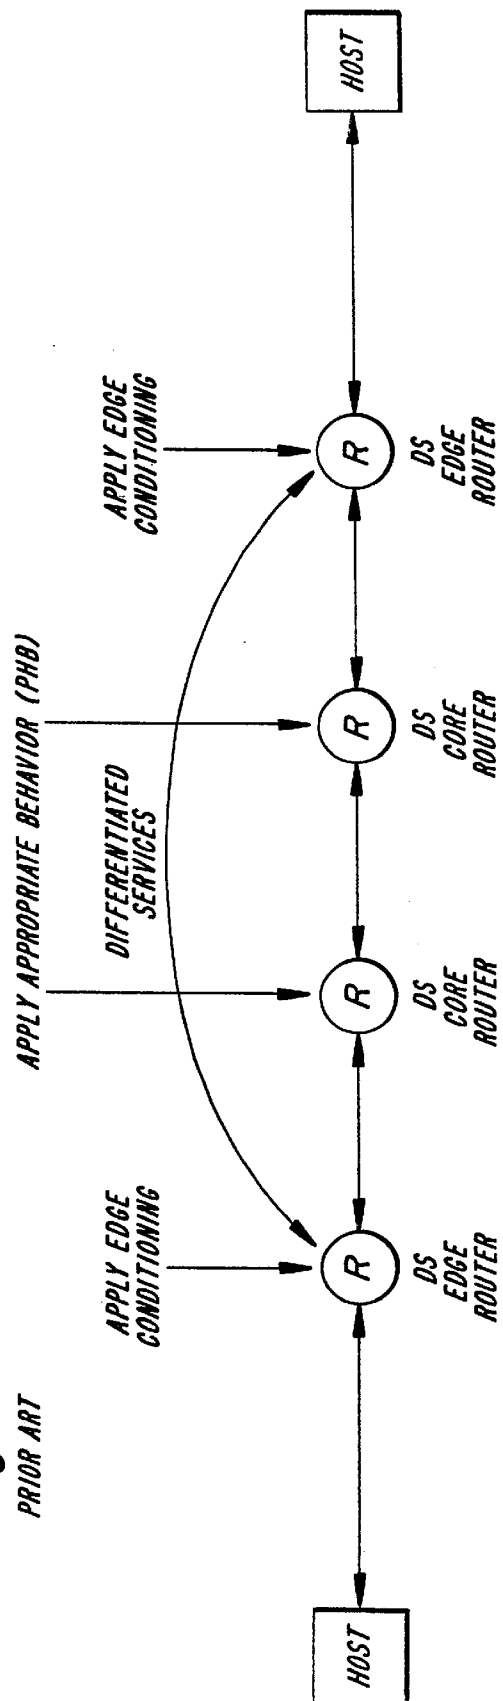 PRIOR ART
APPLY APPROPRIATE BEHAVIOR (PHB)
APPLY EDGE
CONDITIONING
DIFFERENTIATED
SERVICES
APPLY EDGE
CONDITIONING
HOST
R
R
R
R
HOST
DS
EDGE
ROUTER
DS
CORE
ROUTER
DS
CORE
ROUTER
DS
EDGE
ROUTER